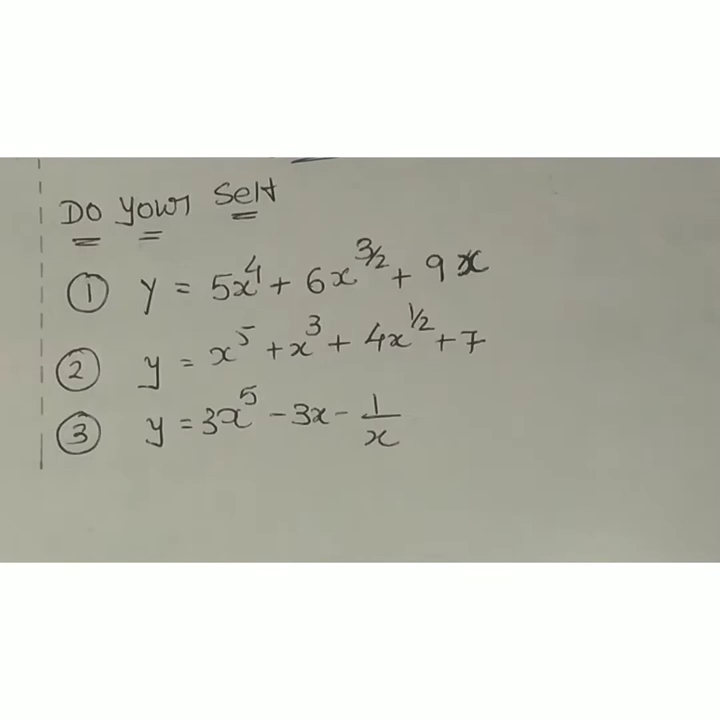 Do Your Self
① y = 5x⁴ + 6x^3/2 + 9x
② y = x⁵ + x³ + 4x^1/2 + 7
③ y = 3x⁵ - 3x - 1/x